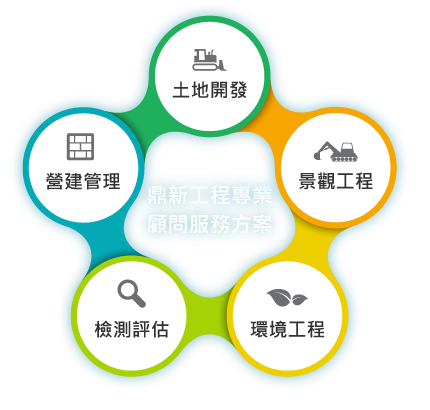 土地開發
營建管理
景觀工程
鼎新工程專業
顧問服務方案
檢測評估
環境工程